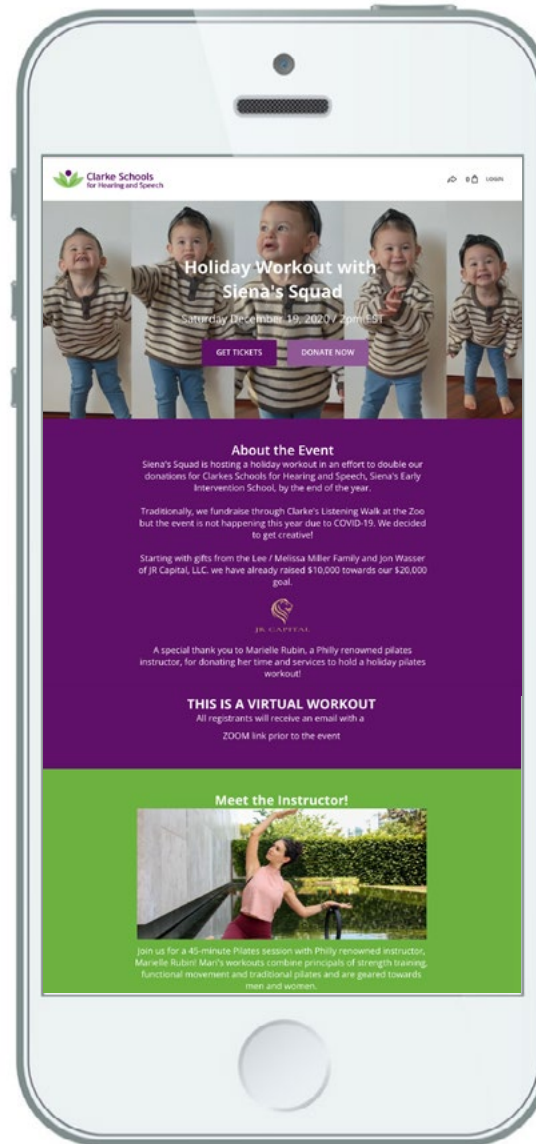 Clarke Schools
for Hearing and Speech
0
LOGIN
Holiday Workout with
Siena's Squad
Saturday December 19, 2020 / 2pm EST
GET TICKETS
DONATE NOW
About the Event
Siena's Squad is hosting a holiday workout in an effort to double our
donations for Clarkes Schools for Hearing and Speech, Siena's Early
Intervention School, by the end of the year.
Traditionally, we fundraise through Clarke's Listening Walk at the Zoo
but the event is not happening this year due to COVID-19. We decided
to get creative!
Starting with gifts from the Lee / Melissa Miller Family and Jon Wasser
of JR Capital, LLC. we have already raised $10,000 towards our $20,000
goal.
JR CAPITAL
A special thank you to Marielle Rubin, a Philly renowned pilates
instructor, for donating her time and services to hold a holiday pilates
workout!
THIS IS A VIRTUAL WORKOUT
All registrants will receive an email with a
ZOOM link prior to the event
Meet the Instructor!
Join us for a 45-minute Pilates session with Philly renowned instructor,
Marielle Rubin! Mari's workouts combine principals of strength training,
functional movement and traditional pilates and are geared towards
men and women.